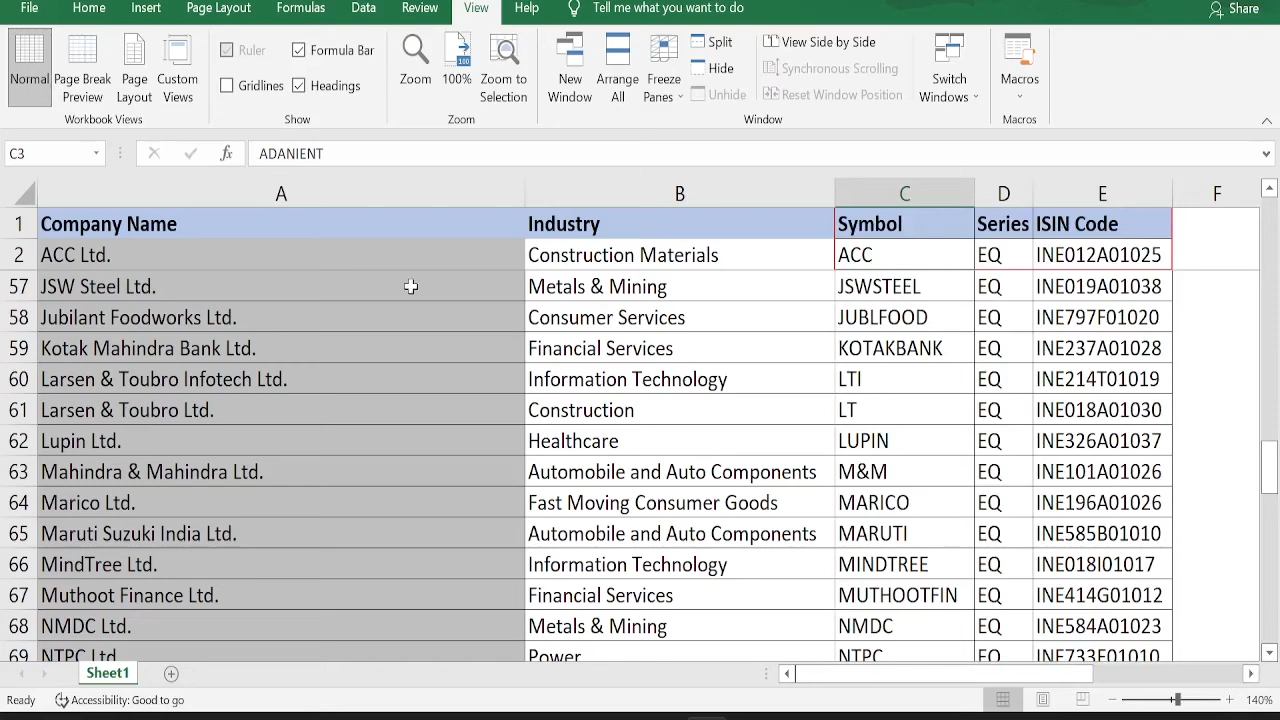 File Home Insert Page Layout Formulas Data Review View Help Tell me what you want to do Share
Normal Page Break Preview Page Layout Custom Views
Workbook Views
Ruler Formula Bar
Gridlines Headings
Show
Zoom 100% Zoom to Selection
100
Zoom
New Window Arrange All Freeze Panes
Split
Hide
Unhide
View Side by Side
Synchronous Scrolling
Reset Window Position
Switch Windows
Window
Macros
Macros
C3 fx ADANIENT
A B C D E F
1 Company Name Industry Symbol Series ISIN Code
2 ACC Ltd. Construction Materials ACC EQ INE012A01025
57 JSW Steel Ltd. Metals & Mining JSWSTEEL EQ INE019A01038
58 Jubilant Foodworks Ltd. Consumer Services JUBLFOOD EQ INE797F01020
59 Kotak Mahindra Bank Ltd. Financial Services KOTAKBANK EQ INE237A01028
60 Larsen & Toubro Infotech Ltd. Information Technology LTI EQ INE214T01019
61 Larsen & Toubro Ltd. Construction LT EQ INE018A01030
62 Lupin Ltd. Healthcare LUPIN EQ INE326A01037
63 Mahindra & Mahindra Ltd. Automobile and Auto Components M&M EQ INE101A01026
64 Marico Ltd. Fast Moving Consumer Goods MARICO EQ INE196A01026
65 Maruti Suzuki India Ltd. Automobile and Auto Components MARUTI EQ INE585B01010
66 MindTree Ltd. Information Technology MINDTREE EQ INE018I01017
67 Muthoot Finance Ltd. Financial Services MUTHOOTFIN EQ INE414G01012
68 NMDC Ltd. Metals & Mining NMDC EQ INE584A01023
69 NTPC Ltd. Power NTPC EQ INE733E01010
Sheet1
Ready Accessibility: Good to go 140%